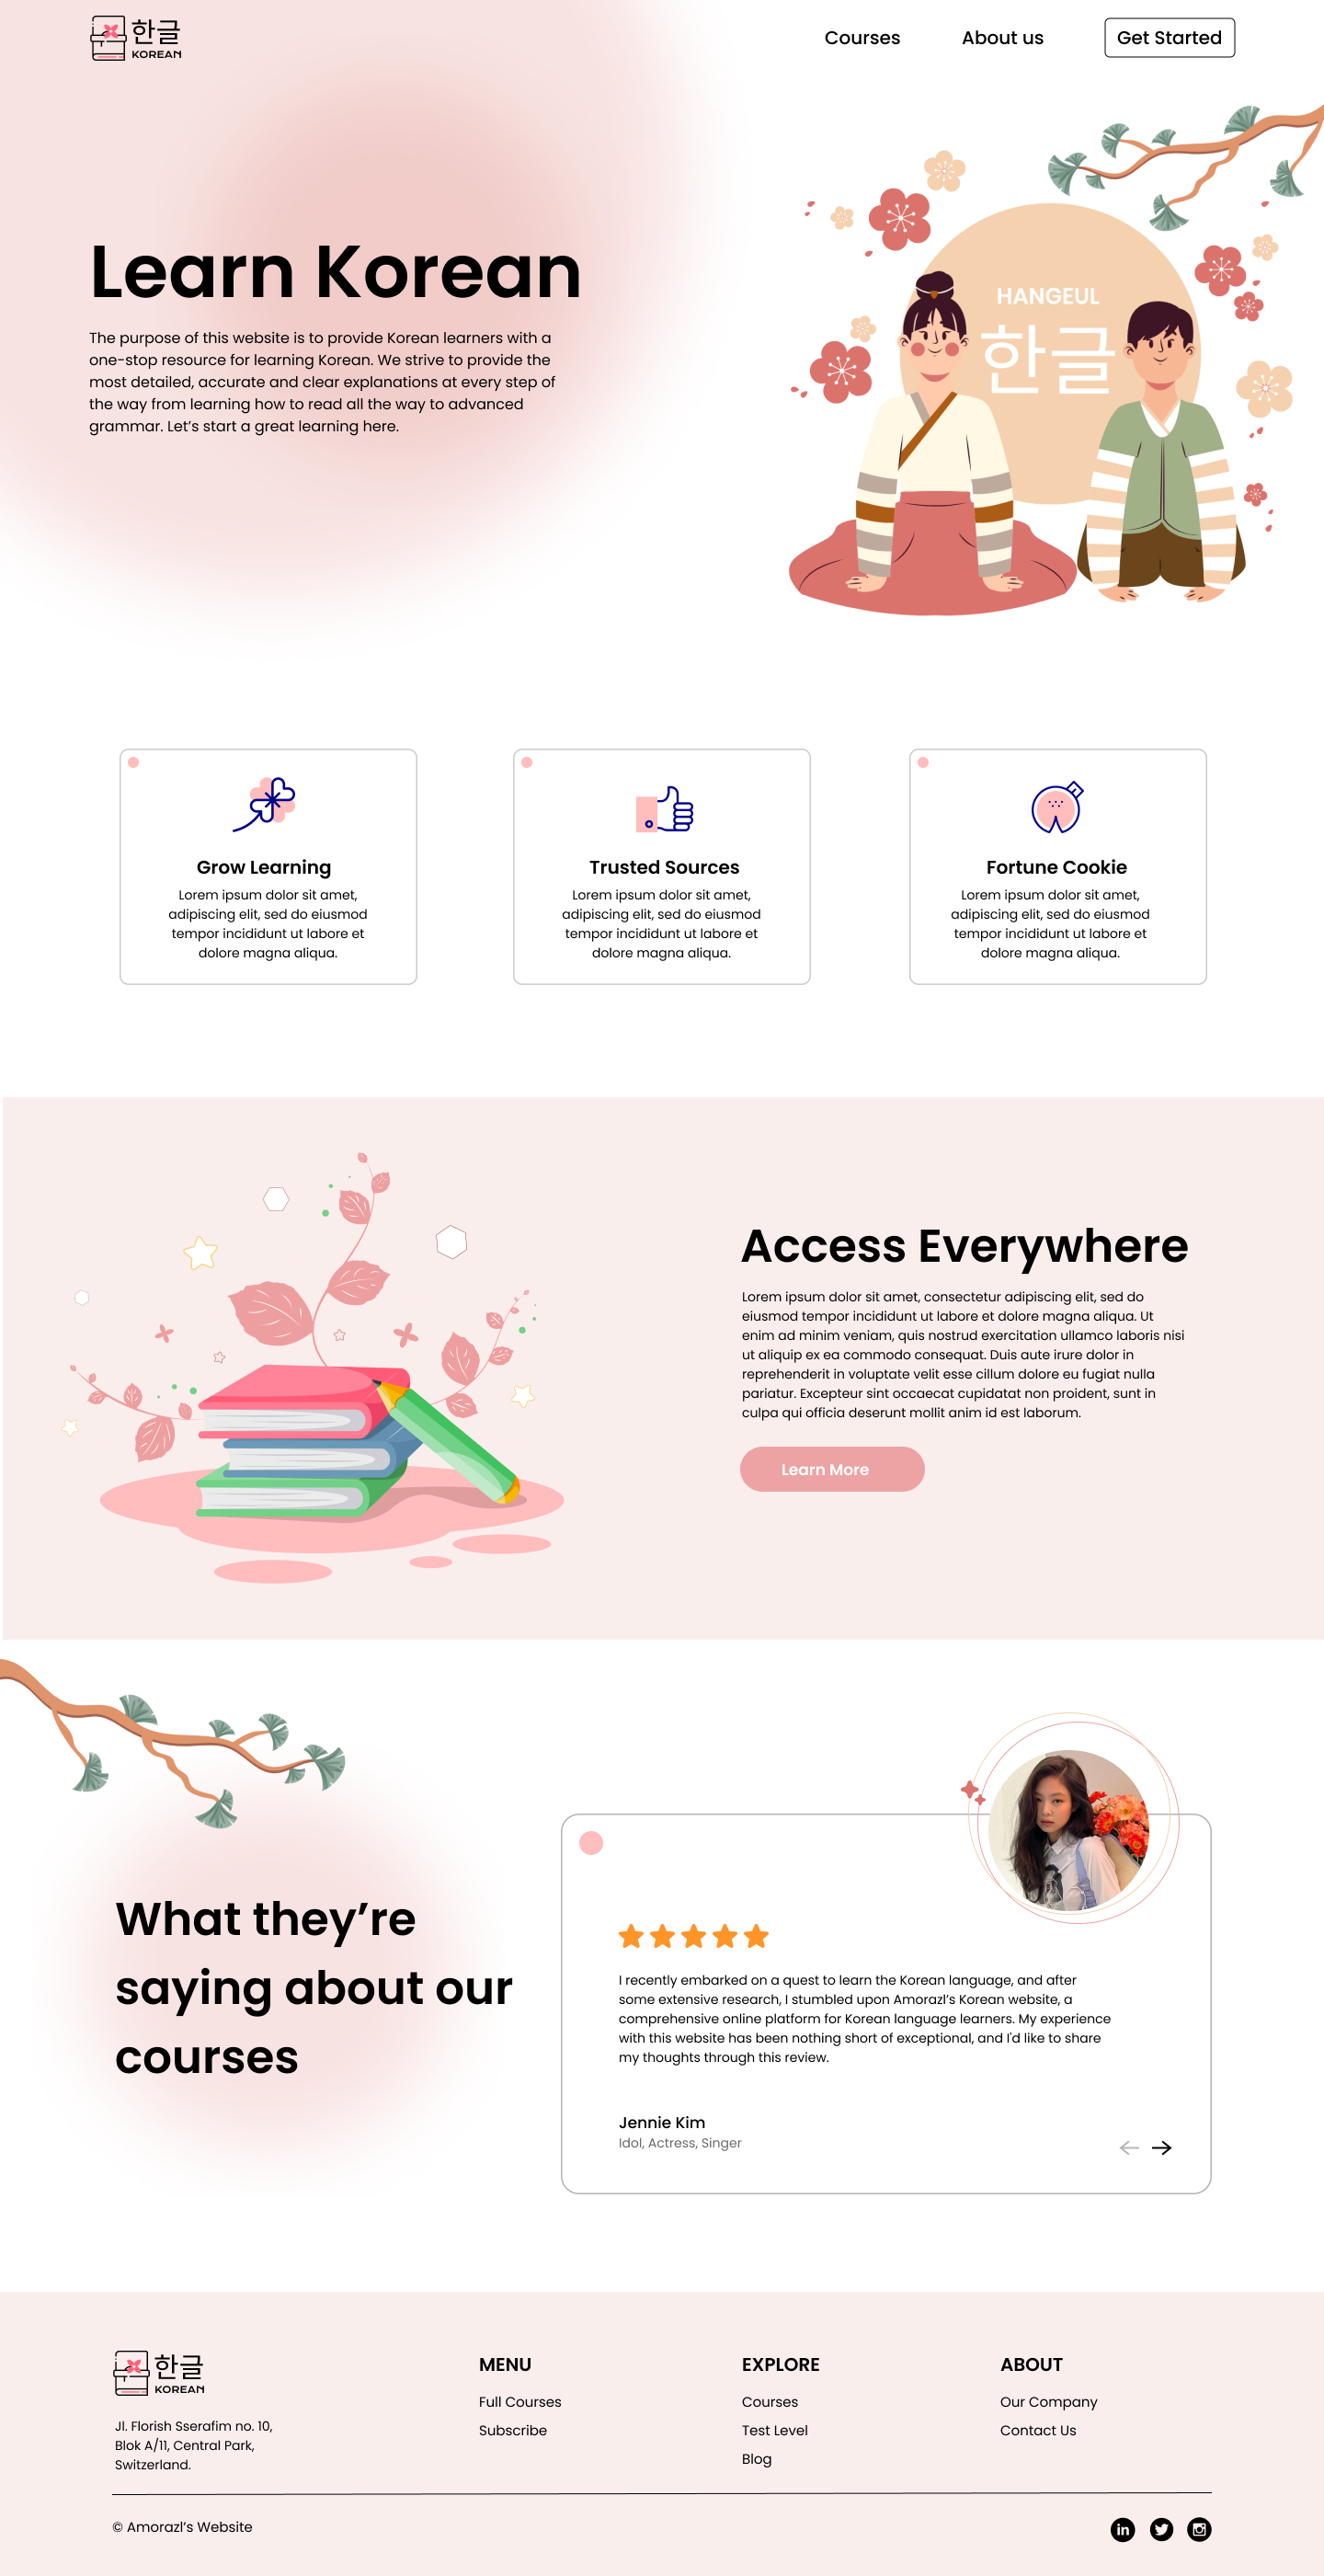 한글
KOREAN
Courses
About us
Get Started
Learn Korean
The purpose of this website is to provide Korean learners with a
one-stop resource for learning Korean. We strive to provide the
most detailed, accurate and clear explanations at every step of
the way from learning how to read all the way to advanced
grammar. Let’s start a great learning here.
HANGEUL
한글
Grow Learning
Lorem ipsum dolor sit amet,
adipiscing elit, sed do eiusmod
tempor incididunt ut labore et
dolore magna aliqua.
Trusted Sources
Lorem ipsum dolor sit amet,
adipiscing elit, sed do eiusmod
tempor incididunt ut labore et
dolore magna aliqua.
Fortune Cookie
Lorem ipsum dolor sit amet,
adipiscing elit, sed do eiusmod
tempor incididunt ut labore et
dolore magna aliqua.
Access Everywhere
Lorem ipsum dolor sit amet, consectetur adipiscing elit, sed do
eiusmod tempor incididunt ut labore et dolore magna aliqua. Ut
enim ad minim veniam, quis nostrud exercitation ullamco laboris nisi
ut aliquip ex ea commodo consequat. Duis aute irure dolor in
reprehenderit in voluptate velit esse cillum dolore eu fugiat nulla
pariatur. Excepteur sint occaecat cupidatat non proident, sunt in
culpa qui officia deserunt mollit anim id est laborum.
Learn More
What they’re
saying about our
courses
I recently embarked on a quest to learn the Korean language, and after
some extensive research, I stumbled upon Amorazl’s Korean website, a
comprehensive online platform for Korean language learners. My experience
with this website has been nothing short of exceptional, and I'd like to share
my thoughts through this review.
Jennie Kim
Idol, Actress, Singer
한글
KOREAN
Jl. Florish Sserafim no. 10,
Blok A/11, Central Park,
Switzerland.
MENU
Full Courses
Subscribe
EXPLORE
Courses
Test Level
Blog
ABOUT
Our Company
Contact Us
© Amorazl’s Website
in